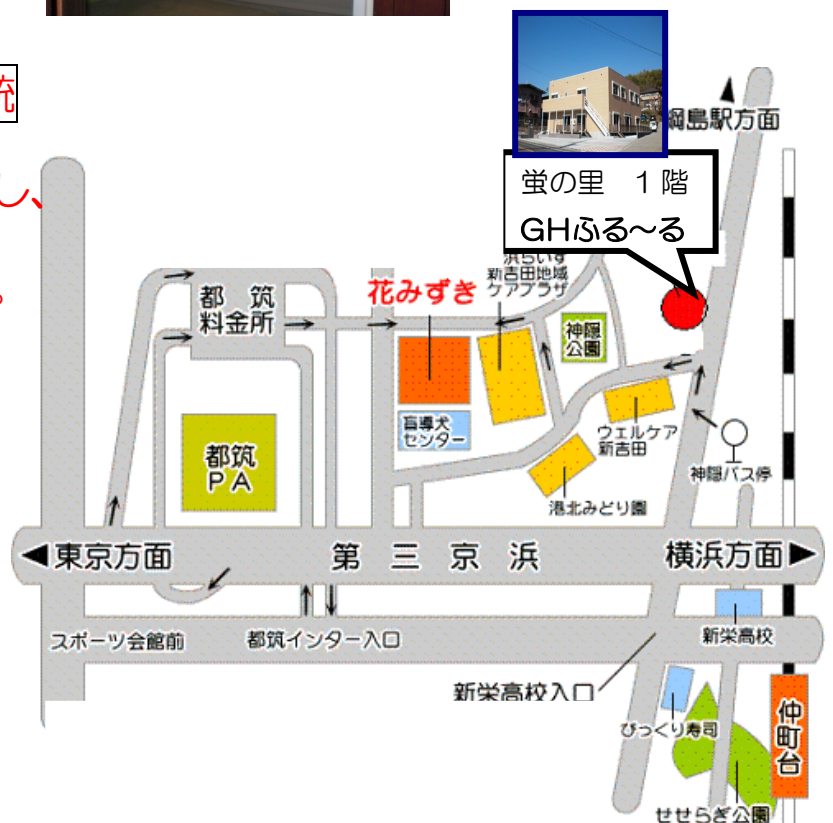 統
綱島駅方面
し、
蛍の里 1階
GHふる～る
。
浜らいず
新吉田地域
ケアプラザ
花みずき
都 筑
料金所
神隠
公園
盲導犬
センター
ウェルケア
新吉田
都筑
PA
神隠バス停
港北みどり園
◀東京方面
第三京浜
横浜方面▶
スポーツ会館前
都筑インター入口
新栄高校
新栄高校入口
びっくり寿司
仲町台
せせらぎ公園